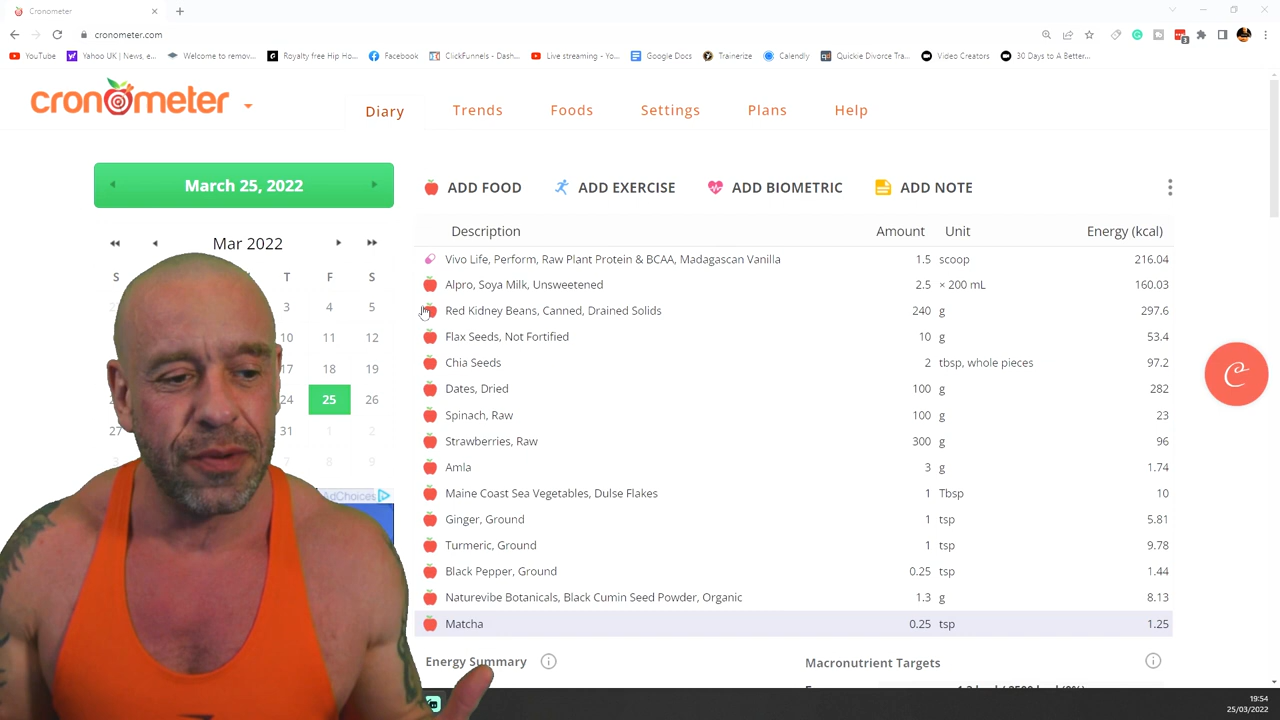 Cronometer
cronometer.com
YouTube Yahoo UK | News, e... Welcome to remov... Royalty free Hip Ho... Facebook ClickFunnels - Dash... Live streaming - Yo... Google Docs Trainerize Calendly Quickie Divorce Tra... Video Creators 30 Days to A Better...
cronometer Diary Trends Foods Settings Plans Help
March 25, 2022
ADD FOOD ADD EXERCISE ADD BIOMETRIC ADD NOTE
Mar 2022
S T F S
3 4 5
10 11 12
17 18 19
24 25 26
27 31 1 2
7 8 9
AdChoices
Description Amount Unit Energy (kcal)
Vivo Life, Perform, Raw Plant Protein & BCAA, Madagascan Vanilla 1.5 scoop 216.04
Alpro, Soya Milk, Unsweetened 2.5 × 200 mL 160.03
Red Kidney Beans, Canned, Drained Solids 240 g 297.6
Flax Seeds, Not Fortified 10 g 53.4
Chia Seeds 2 tbsp, whole pieces 97.2
Dates, Dried 100 g 282
Spinach, Raw 100 g 23
Strawberries, Raw 300 g 96
Amla 3 g 1.74
Maine Coast Sea Vegetables, Dulse Flakes 1 Tbsp 10
Ginger, Ground 1 tsp 5.81
Turmeric, Ground 1 tsp 9.78
Black Pepper, Ground 0.25 tsp 1.44
Naturevibe Botanicals, Black Cumin Seed Powder, Organic 1.3 g 8.13
Matcha 0.25 tsp 1.25
Energy Summary Macronutrient Targets
19:54
25/03/2022